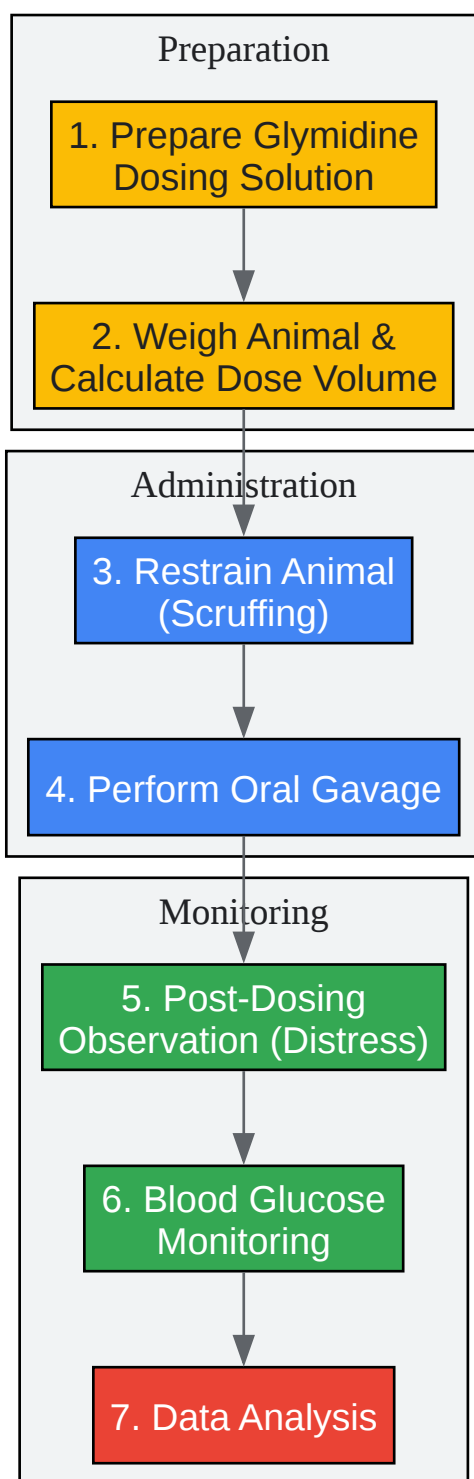 Preparation
1. Prepare Glymidine
Dosing Solution
2. Weigh Animal &
Calculate Dose Volume
Administration
3. Restrain Animal
(Scruffing)
4. Perform Oral Gavage
Monitoring
5. Post-Dosing
Observation (Distress)
6. Blood Glucose
Monitoring
7. Data Analysis